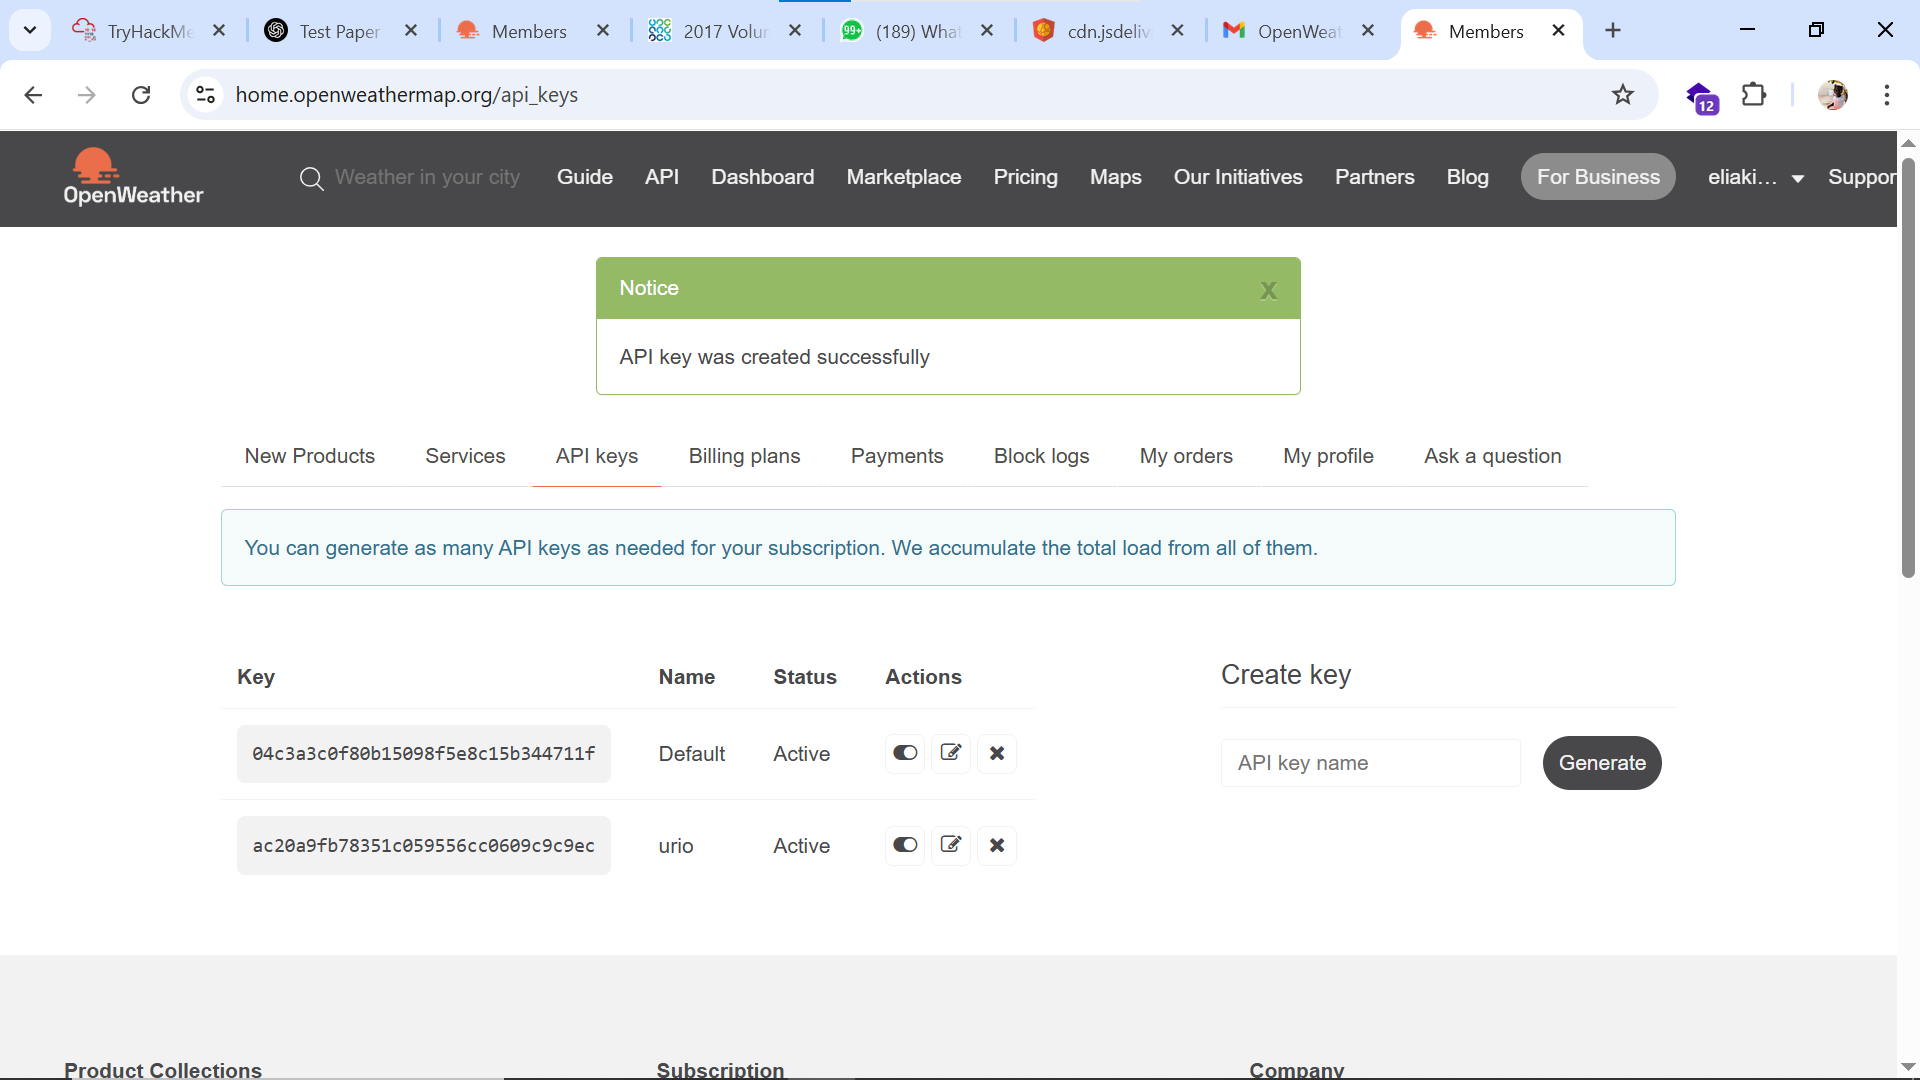 TryHackMe
Test Paper
Members
2017 Volun
99+
(189) What
cdn.jsdeliv
OpenWeat
Members
home.openweathermap.org/api_keys
12
OpenWeather
Weather in your city
Guide
API
Dashboard
Marketplace
Pricing
Maps
Our Initiatives
Partners
Blog
For Business
eliaki...
Suppor
Notice
x
API key was created successfully
New Products
Services
API keys
Billing plans
Payments
Block logs
My orders
My profile
Ask a question
You can generate as many API keys as needed for your subscription. We accumulate the total load from all of them.
Key Name Status Actions
04c3a3c0f80b15098f5e8c15b344711f Default Active
ac20a9fb78351c059556cc0609c9c9ec urio Active
Create key
API key name
Generate
Product Collections
Subscription
Company